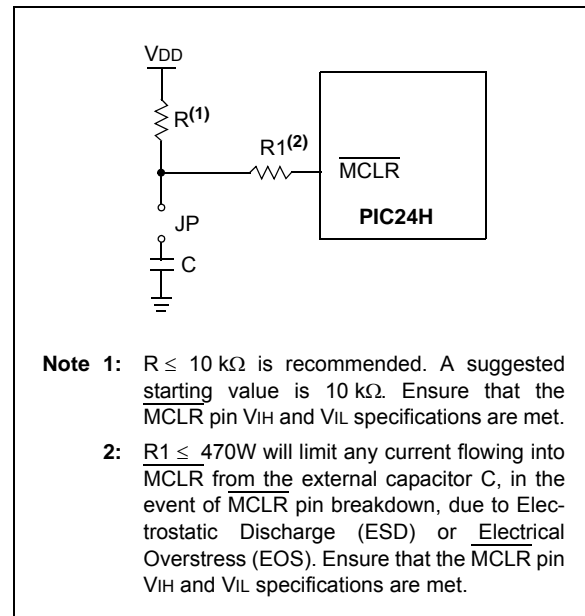 VDD
R(1)
R1(2)
MCLR
PIC24H
JP
C
Note 1: R ≤ 10 kΩ is recommended. A suggested
starting value is 10 kΩ. Ensure that the
MCLR pin VIH and VIL specifications are met.
2: R1 ≤ 470W will limit any current flowing into
MCLR from the external capacitor C, in the
event of MCLR pin breakdown, due to Elec-
trostatic Discharge (ESD) or Electrical
Overstress (EOS). Ensure that the MCLR pin
VIH and VIL specifications are met.